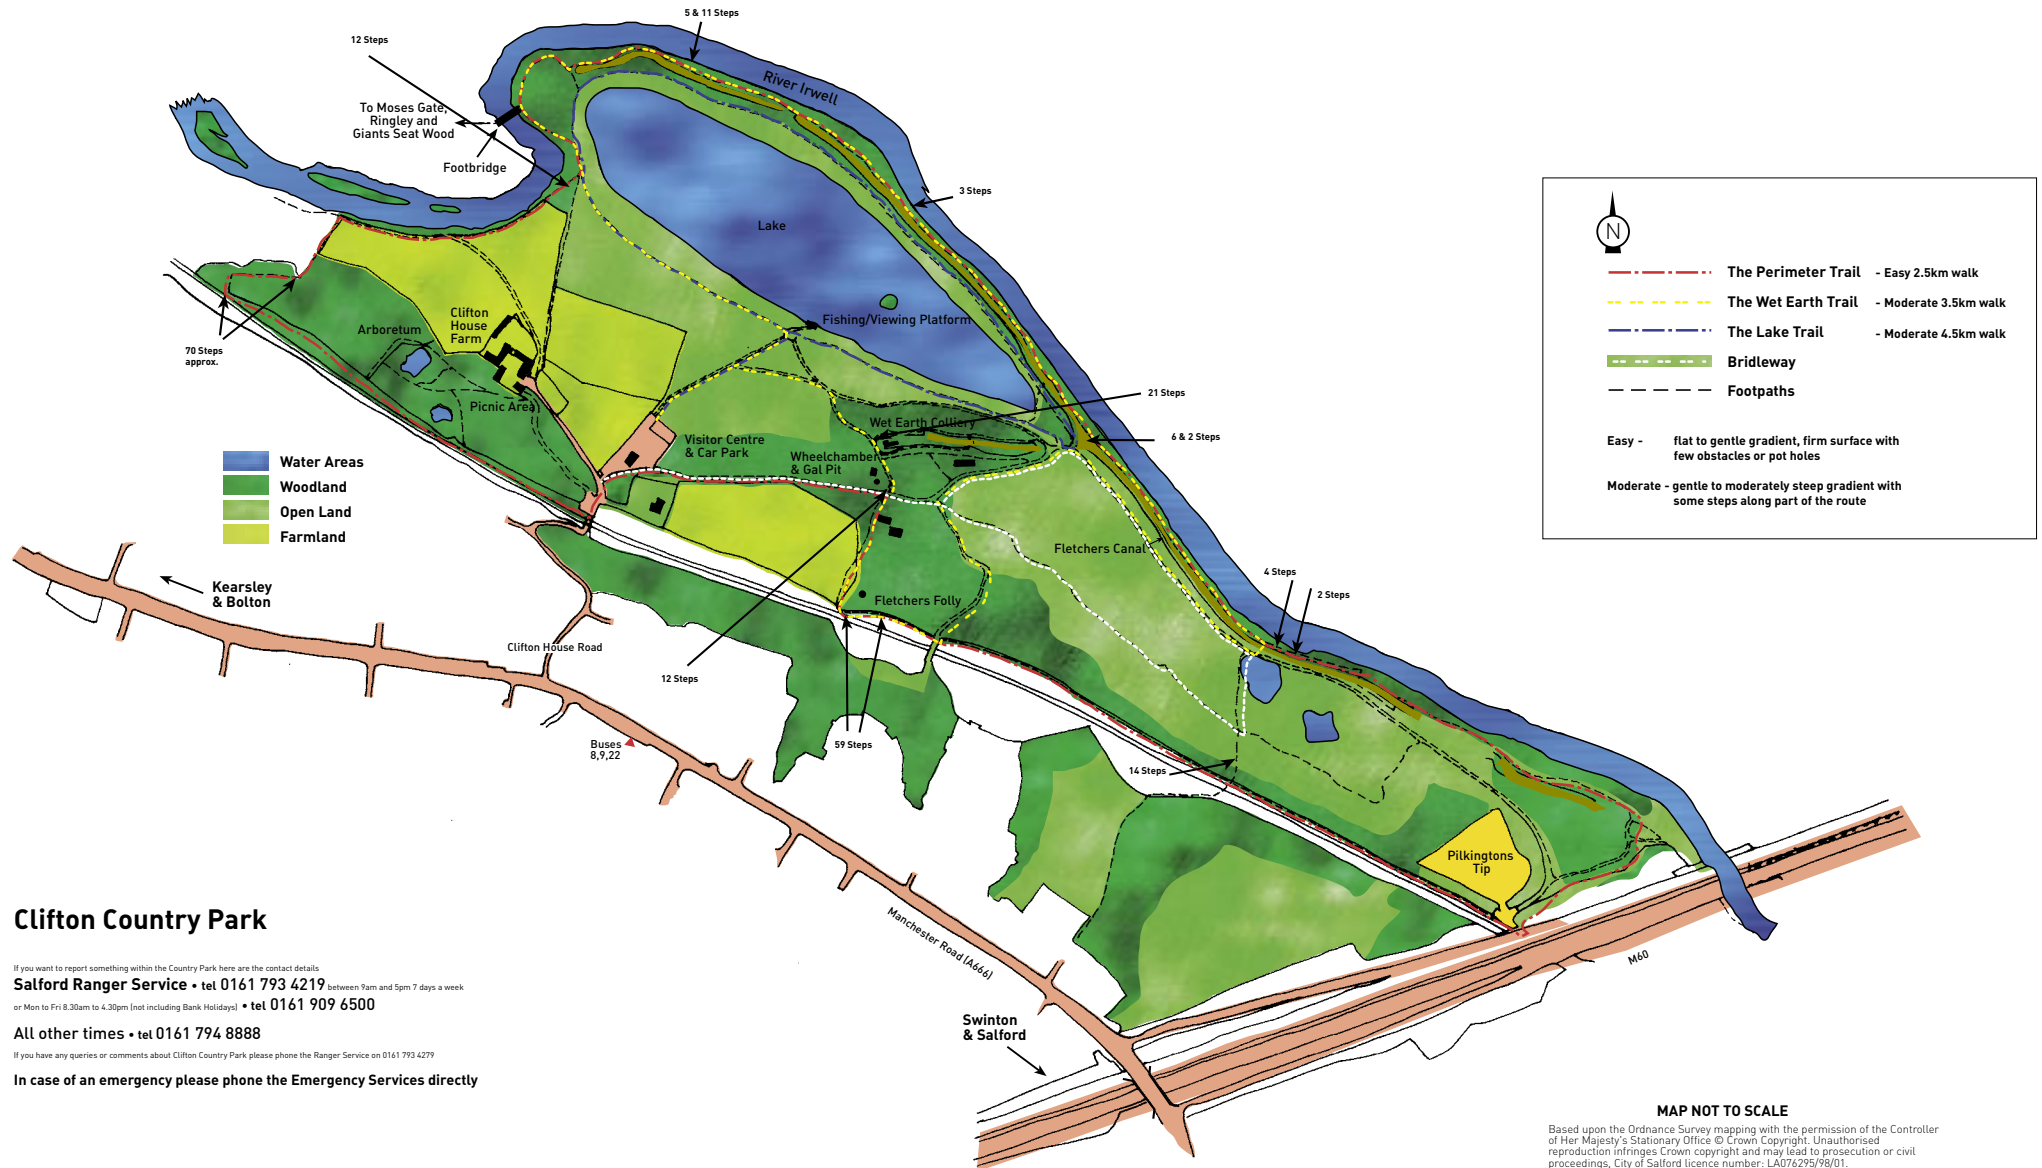 5 & 11 Steps
12 Steps
River Irwell
To Moses Gate,
Ringley and
Giants Seat Wood
Footbridge
3 Steps
Lake
Fishing/Viewing Platform
Clifton
House
Farm
Arboretum
70 Steps
approx.
Picnic Area
21 Steps
Wet Earth Colliery
6 & 2 Steps
Visitor Centre
& Car Park
Wheelchamber
& Gal Pit
Fletchers Canal
4 Steps
2 Steps
Fletchers Folly
12 Steps
59 Steps
14 Steps
Pilkingtons
Tip
Water Areas
Woodland
Open Land
Farmland
Kearsley
& Bolton
Clifton House Road
Buses
8,9,22
Manchester Road (A666)
M60
Swinton
& Salford
N
The Perimeter Trail - Easy 2.5km walk
The Wet Earth Trail - Moderate 3.5km walk
The Lake Trail - Moderate 4.5km walk
Bridleway
Footpaths
Easy - flat to gentle gradient, firm surface with
few obstacles or pot holes
Moderate - gentle to moderately steep gradient with
some steps along part of the route
Clifton Country Park
If you want to report something within the Country Park here are the contact details
Salford Ranger Service • tel 0161 793 4219 between 9am and 5pm 7 days a week
or Mon to Fri 8.30am to 4.30pm (not including Bank Holidays) • tel 0161 909 6500
All other times • tel 0161 794 8888
If you have any queries or comments about Clifton Country Park please phone the Ranger Service on 0161 793 4279
In case of an emergency please phone the Emergency Services directly
MAP NOT TO SCALE
Based upon the Ordnance Survey mapping with the permission of the Controller
of Her Majesty's Stationary Office © Crown Copyright. Unauthorised
reproduction infringes Crown copyright and may lead to prosecution or civil
proceedings, City of Salford licence number: LA076295/98/01.